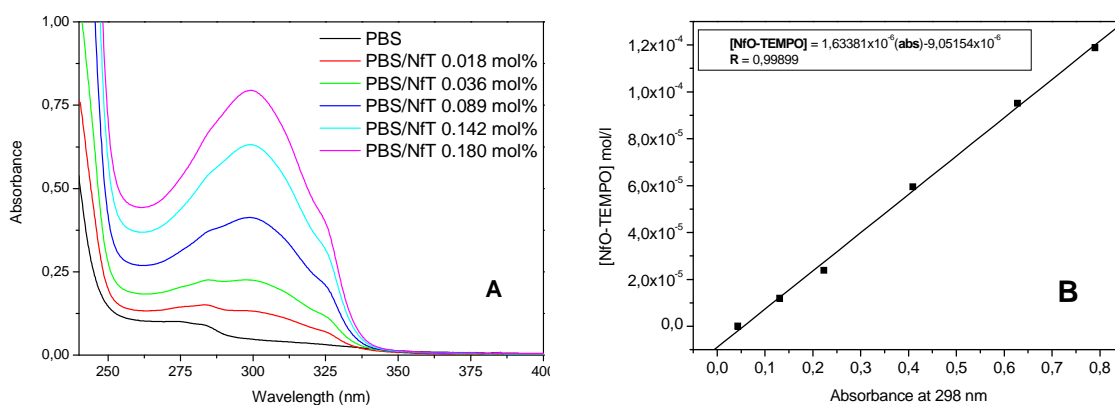 1,00
0,75
0,50
0,25
0,00
Absorbance
250 275 300 325 350 375 400
Wavelength (nm)
PBS
PBS/NfT 0.018 mol%
PBS/NfT 0.036 mol%
PBS/NfT 0.089 mol%
PBS/NfT 0.142 mol%
PBS/NfT 0.180 mol%
A
[NfO-TEMPO] = 1,63381x10⁻⁶(abs)-9,05154x10⁻⁶
R = 0,99899
1,2x10⁻⁴
1,0x10⁻⁴
8,0x10⁻⁵
6,0x10⁻⁵
4,0x10⁻⁵
2,0x10⁻⁵
0,0
[NfO-TEMPO] mol/l
0,0 0,1 0,2 0,3 0,4 0,5 0,6 0,7 0,8
Absorbance at 298 nm
B